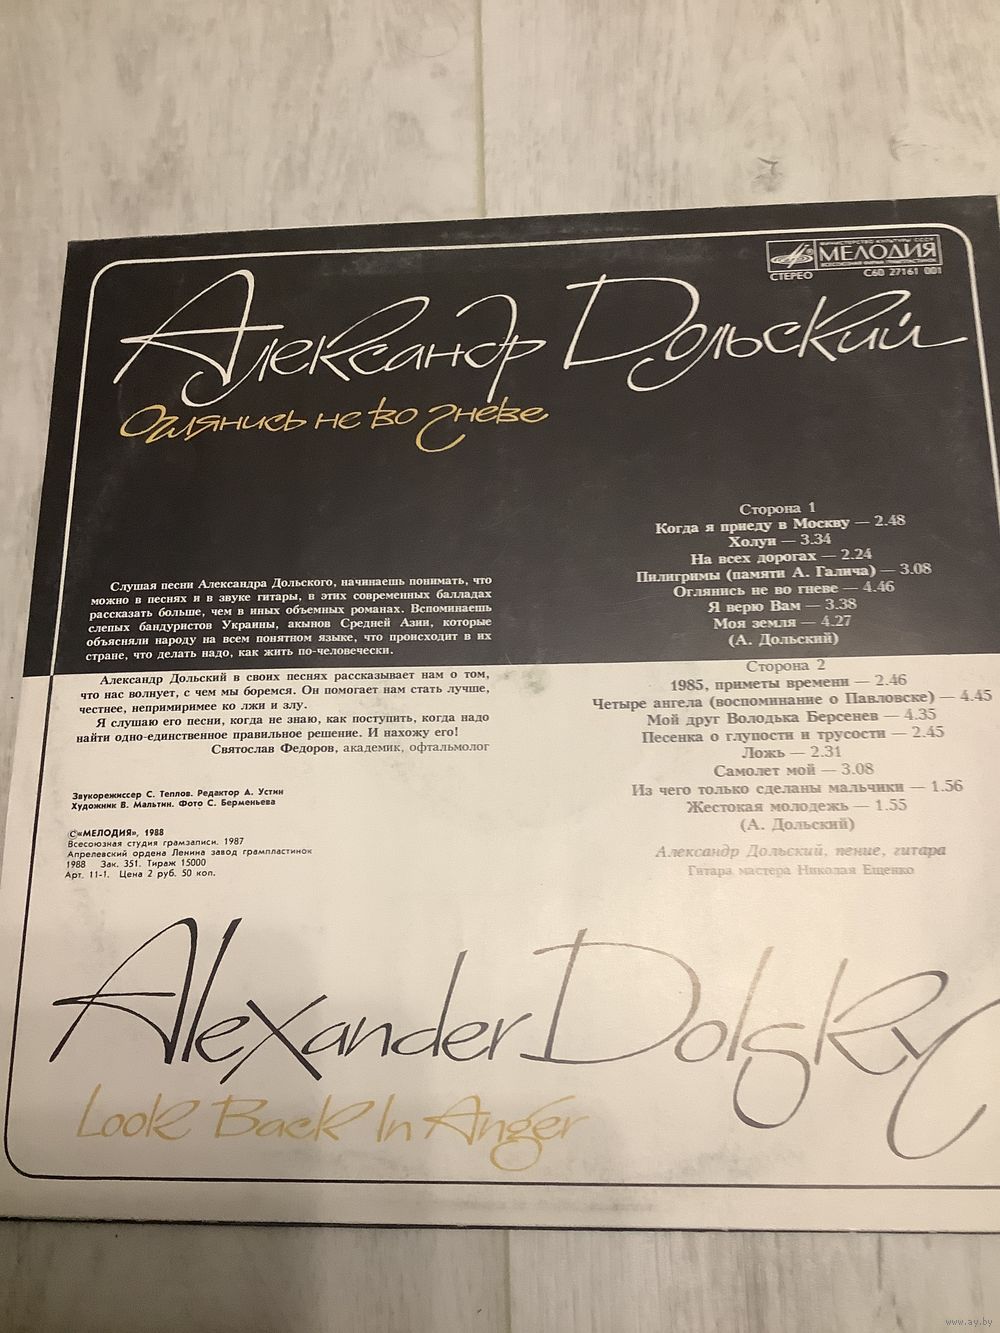 МИНИСТЕРСТВО КУЛЬТУРЫ СССР
МЕЛОДИЯ
ВСЕСОЮЗНАЯ ФИРМА ГРАМПЛАСТИНОК
СТЕРЕО С60 27161 001
Александр Дольский
Оглянись не во гневе
Слушая песни Александра Дольского, начинаешь понимать, что
можно в песнях и в звуке гитары, в этих современных балладах
рассказать больше, чем в иных объемных романах. Вспоминаешь
слепых бандуристов Украины, акынов Средней Азии, которые
объясняли народу на всем понятном языке, что происходит в их
стране, что делать надо, как жить по-человечески.
Александр Дольский в своих песнях рассказывает нам о том,
что нас волнует, с чем мы боремся. Он помогает нам стать лучше,
честнее, непримиримее ко лжи и злу.
Я слушаю его песни, когда не знаю, как поступить, когда надо
найти одно-единственное правильное решение. И нахожу его!
Святослав Федоров, академик, офтальмолог
Звукорежиссер С. Теплов. Редактор А. Устин
Художник В. Мальтин. Фото С. Берменьева
©«МЕЛОДИЯ», 1988
Всесоюзная студия грамзаписи. 1987
Апрелевский ордена Ленина завод грампластинок
1988 Зак. 351. Тираж 15000
Арт. 11-1. Цена 2 руб. 50 коп.
Сторона 1
Когда я приеду в Москву — 2.48
Холуи — 3.34
На всех дорогах — 2.24
Пилигримы (памяти А. Галича) — 3.08
Оглянись не во гневе — 4.46
Я верю Вам — 3.38
Моя земля — 4.27
(А. Дольский)
Сторона 2
1985, приметы времени — 2.46
Четыре ангела (воспоминание о Павловске) — 4.45
Мой друг Володька Берсенев — 4.35
Песенка о глупости и трусости — 2.45
Ложь — 2.31
Самолет мой — 3.08
Из чего только сделаны мальчики — 1.56
Жестокая молодежь — 1.55
(А. Дольский)
Александр Дольский, пение, гитара
Гитара мастера Николая Ещенко
Alexander Dolsky
Look Back In Anger
www.ay.by